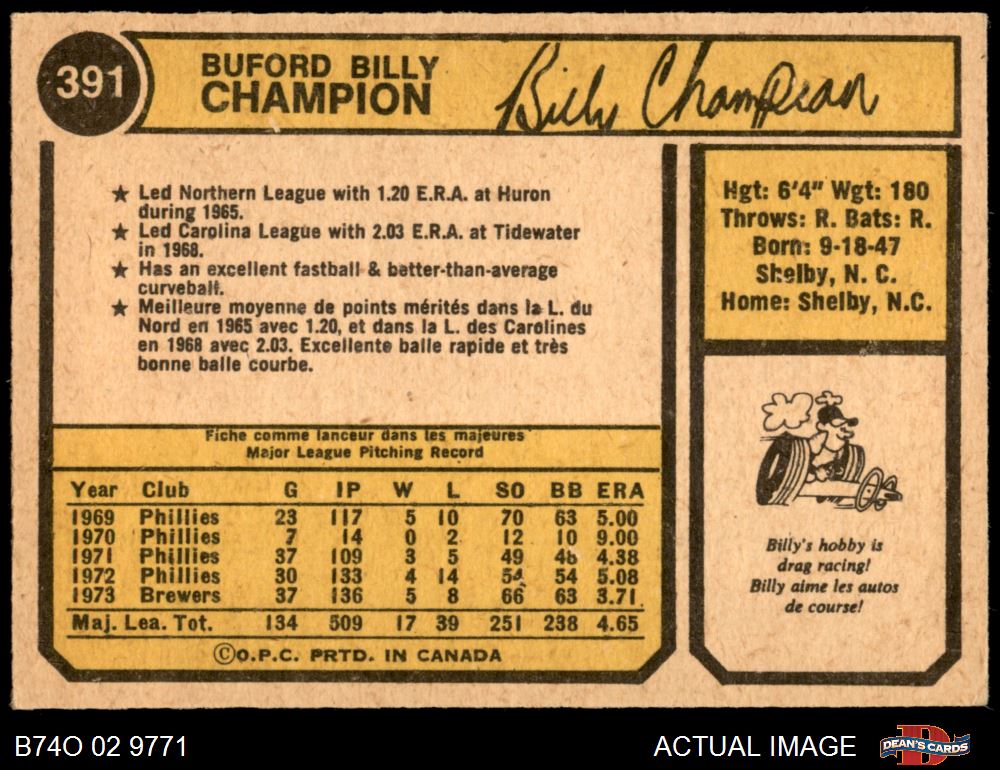 391
BUFORD BILLY
CHAMPION
Billy Champion
★ Led Northern League with 1.20 E.R.A. at Huron
during 1965.
★ Led Carolina League with 2.03 E.R.A. at Tidewater
in 1968.
★ Has an excellent fastball & better-than-average
curveball.
★ Meilleure moyenne de points mérités dans la L. du
Nord en 1965 avec 1.20, et dans la L. des Carolines
en 1968 avec 2.03. Excellente balle rapide et très
bonne balle courbe.
Hgt: 6'4" Wgt: 180
Throws: R. Bats: R.
Born: 9-18-47
Shelby, N. C.
Home: Shelby, N.C.
Fiche comme lanceur dans les majeures
Major League Pitching Record
Year Club G IP W L SO BB ERA
1969 Phillies 23 117 5 10 70 63 5.00
1970 Phillies 7 14 0 2 12 10 9.00
1971 Phillies 37 109 3 5 49 48 4.38
1972 Phillies 30 133 4 14 54 54 5.08
1973 Brewers 37 136 5 8 66 63 3.71
Maj. Lea. Tot. 134 509 17 39 251 238 4.65
©O.P.C. PRTD. IN CANADA
Billy's hobby is
drag racing!
Billy aime les autos
de course!
B74O 02 9771
ACTUAL IMAGE
DEAN'S CARDS